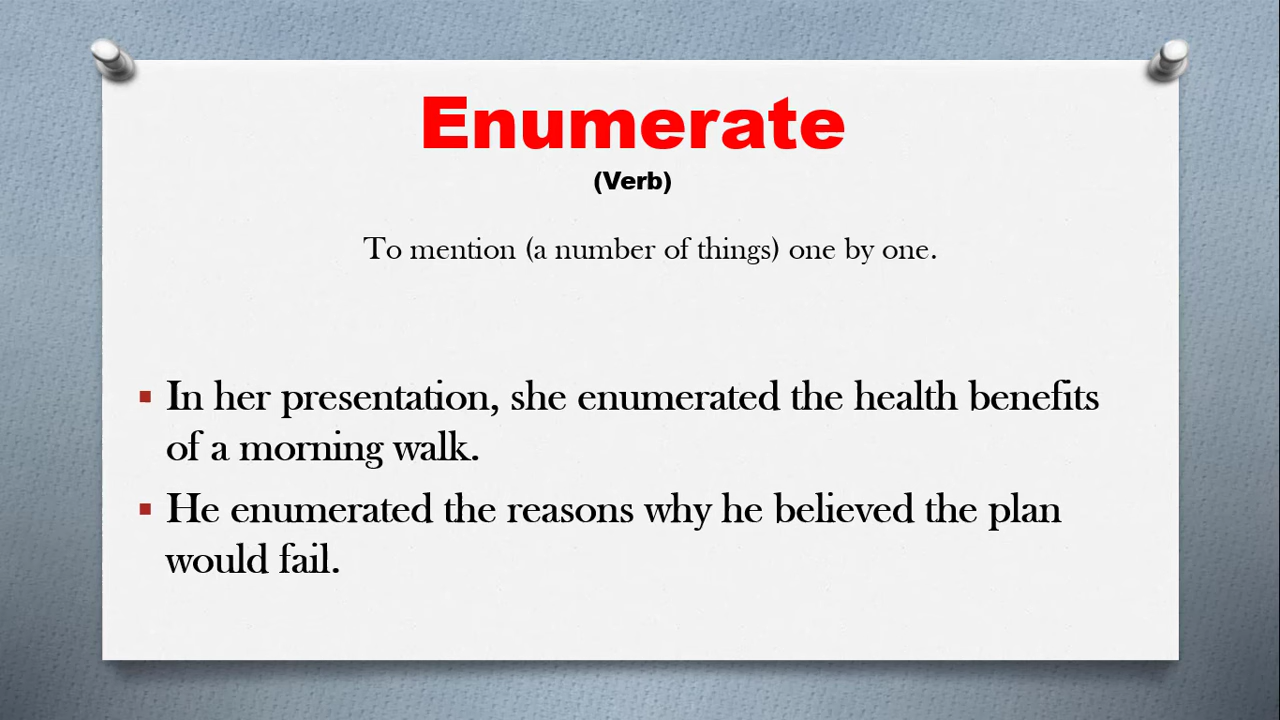 Enumerate
(Verb)
To mention (a number of things) one by one.
▪ In her presentation, she enumerated the health benefits
of a morning walk.
▪ He enumerated the reasons why he believed the plan
would fail.